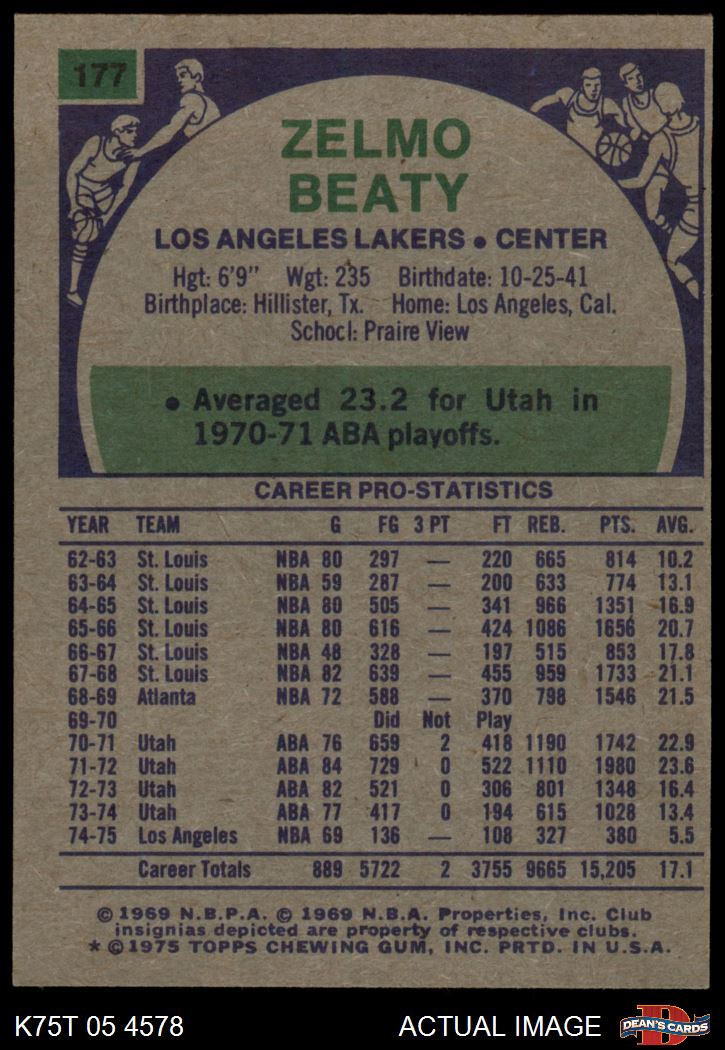 177
ZELMO
BEATY
LOS ANGELES LAKERS • CENTER
Hgt: 6'9" Wgt: 235 Birthdate: 10-25-41
Birthplace: Hillister, Tx. Home: Los Angeles, Cal.
School: Praire View
• Averaged 23.2 for Utah in
1970-71 ABA playoffs.
CAREER PRO-STATISTICS
YEAR TEAM G FG 3 PT FT REB. PTS. AVG.
62-63 St. Louis NBA 80 297 — 220 665 814 10.2
63-64 St. Louis NBA 59 287 — 200 633 774 13.1
64-65 St. Louis NBA 80 505 — 341 966 1351 16.9
65-66 St. Louis NBA 80 616 — 424 1086 1656 20.7
66-67 St. Louis NBA 48 328 — 197 515 853 17.8
67-68 St. Louis NBA 82 639 — 455 959 1733 21.1
68-69 Atlanta NBA 72 588 — 370 798 1546 21.5
69-70 Did Not Play
70-71 Utah ABA 76 659 2 418 1190 1742 22.9
71-72 Utah ABA 84 729 0 522 1110 1980 23.6
72-73 Utah ABA 82 521 0 306 801 1348 16.4
73-74 Utah ABA 77 417 0 194 615 1028 13.4
74-75 Los Angeles NBA 69 136 — 108 327 380 5.5
Career Totals 889 5722 2 3755 9665 15,205 17.1
© 1969 N.B.P.A. © 1969 N.B.A. Properties, Inc. Club
insignias depicted are property of respective clubs.
* © 1975 TOPPS CHEWING GUM, INC. PRTD. IN U.S.A.
K75T 05 4578 ACTUAL IMAGE D DEAN'S CARDS